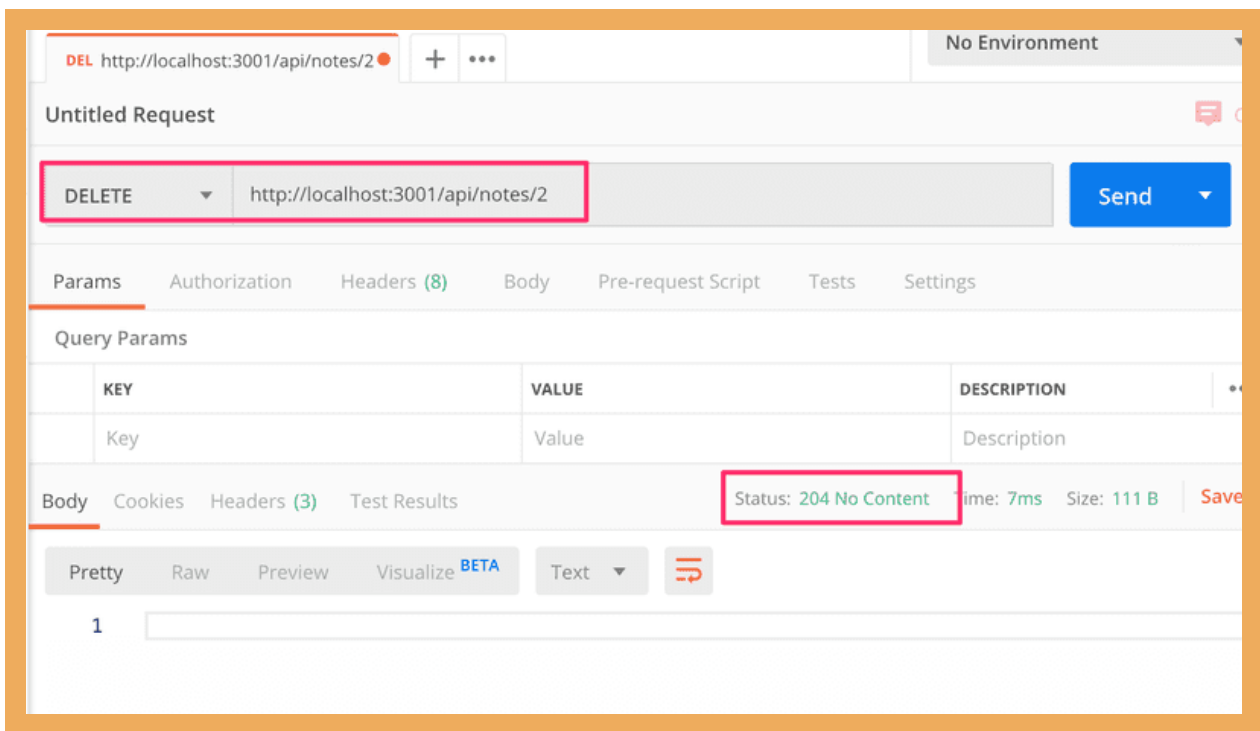 DEL http://localhost:3001/api/notes/2
No Environment
Untitled Request
DELETE http://localhost:3001/api/notes/2 Send
Params Authorization Headers (8) Body Pre-request Script Tests Settings
Query Params
KEY VALUE DESCRIPTION
Key Value Description
Body Cookies Headers (3) Test Results Status: 204 No Content Time: 7ms Size: 111 B Save
Pretty Raw Preview Visualize BETA Text
1